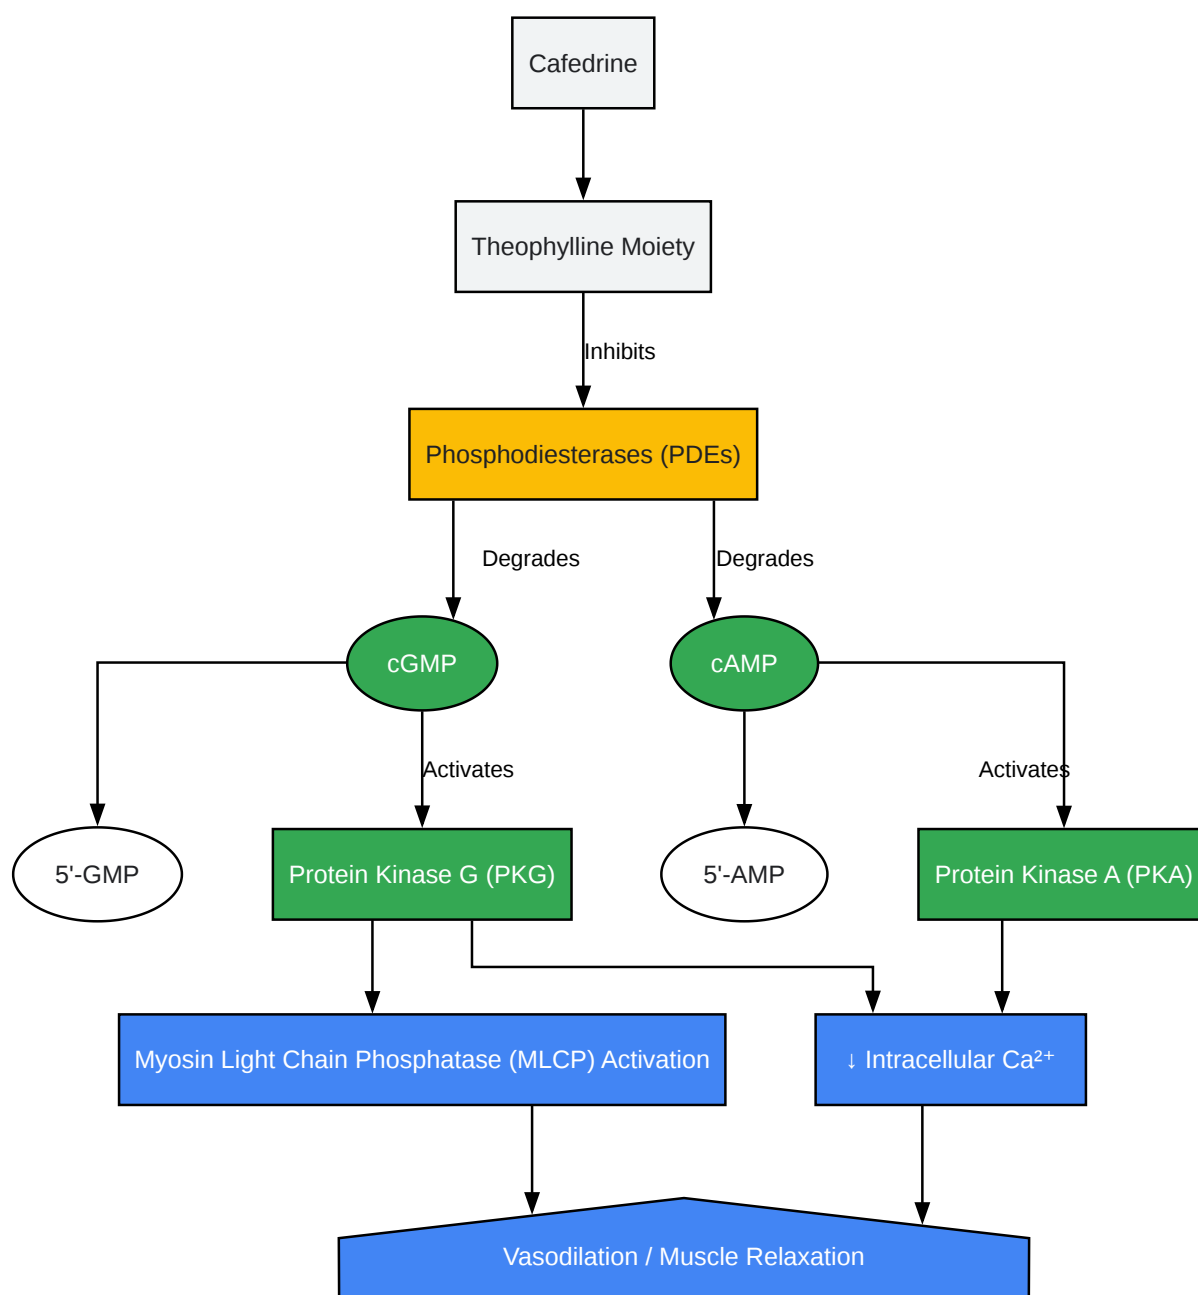 Cafedrine
Theophylline Moiety
Inhibits
Phosphodiesterases (PDEs)
Degrades
Degrades
cGMP
cAMP
Activates
Activates
5'-GMP
Protein Kinase G (PKG)
5'-AMP
Protein Kinase A (PKA)
Myosin Light Chain Phosphatase (MLCP) Activation
↓ Intracellular Ca²⁺
Vasodilation / Muscle Relaxation